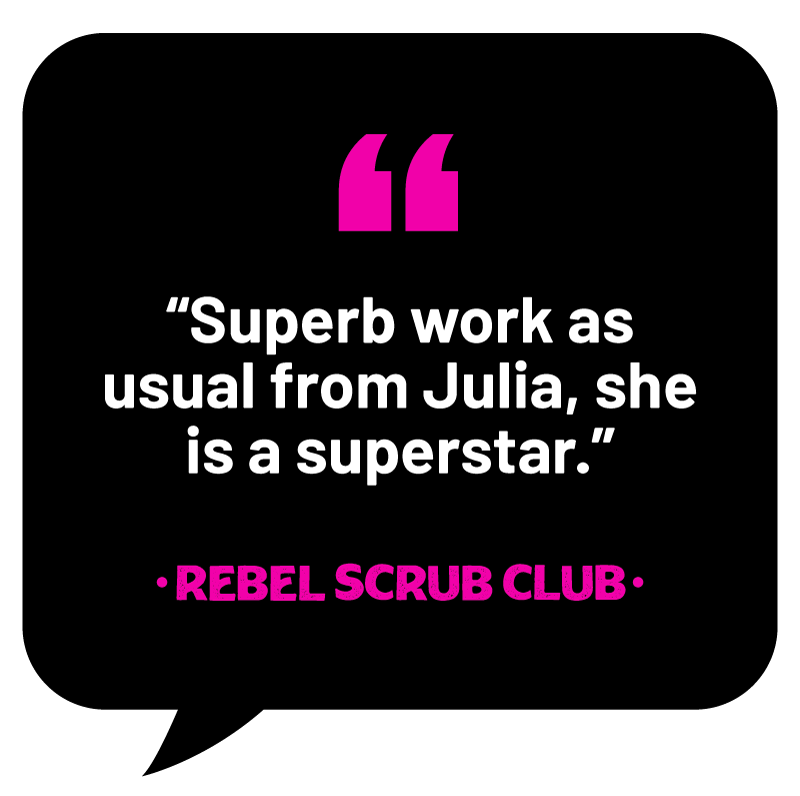 “Superb work as
usual from Julia, she
is a superstar.”
• REBEL SCRUB CLUB •